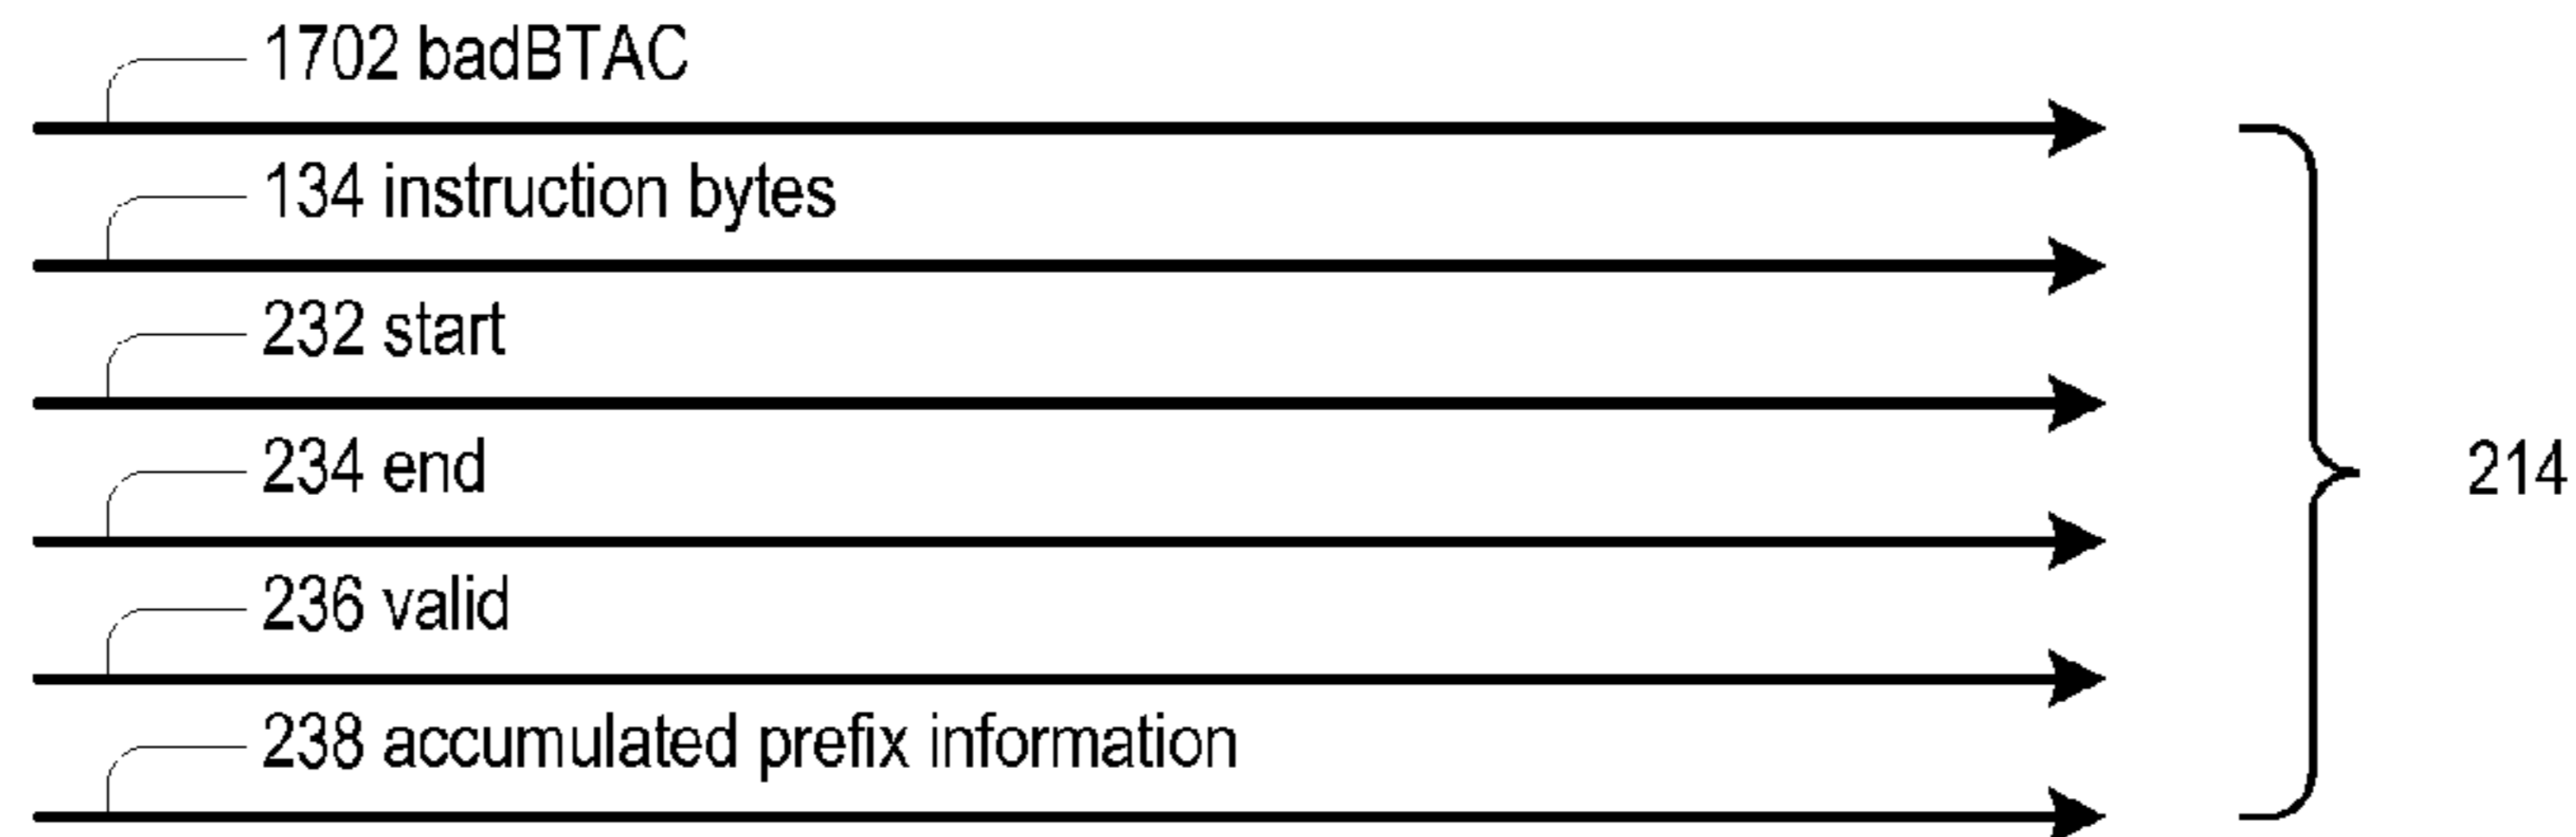 1702 badBTAC
134 instruction bytes
232 start
234 end
214
236 valid
238 accumulated prefix information